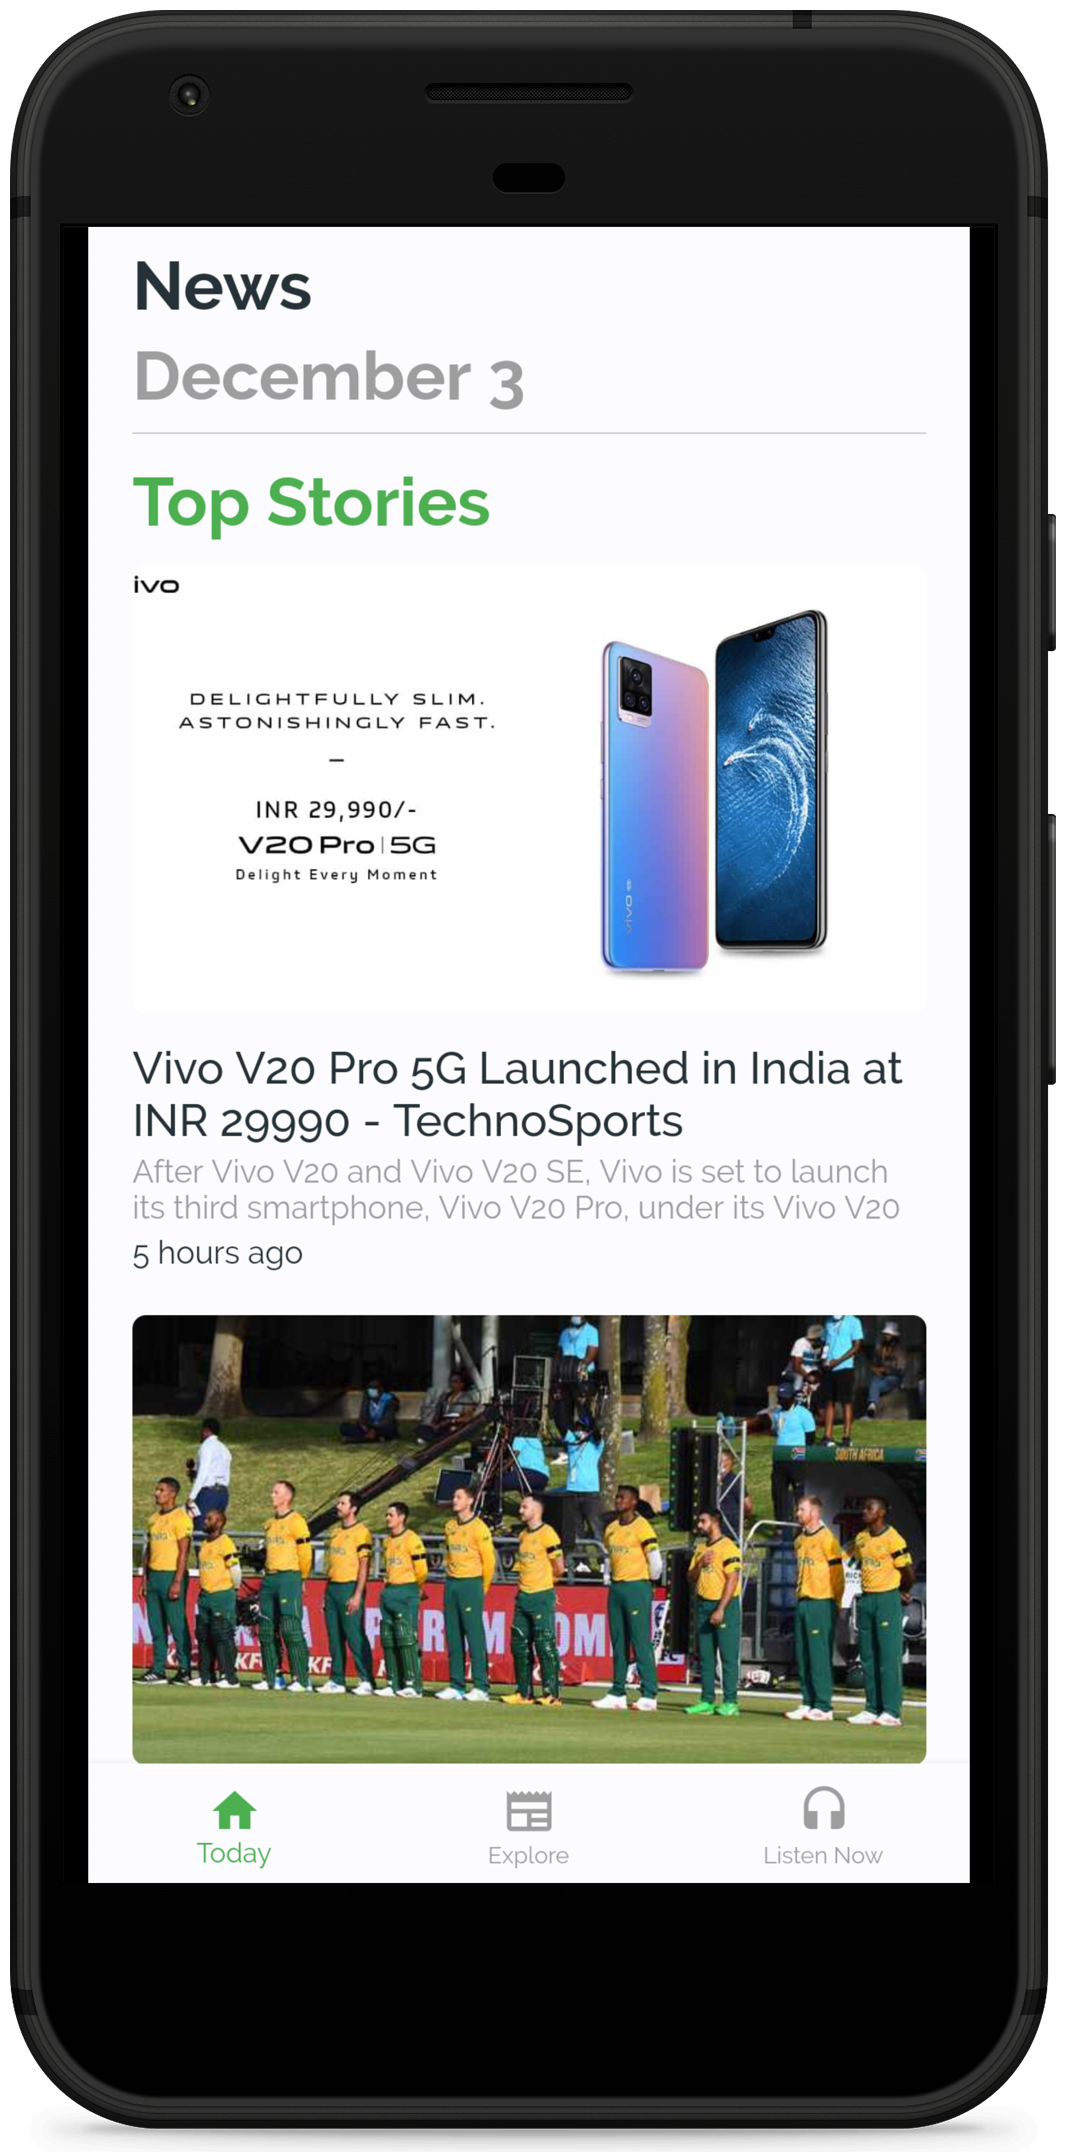 News
December 3
Top Stories
ivo
DELIGHTFULLY SLIM.
ASTONISHINGLY FAST.
INR 29,990/-
V20 Pro | 5G
Delight Every Moment
vivo
Vivo V20 Pro 5G Launched in India at
INR 29990 - TechnoSports
After Vivo V20 and Vivo V20 SE, Vivo is set to launch
its third smartphone, Vivo V20 Pro, under its Vivo V20
5 hours ago
SOUTH AFRICA
KFC
Today
Explore
Listen Now